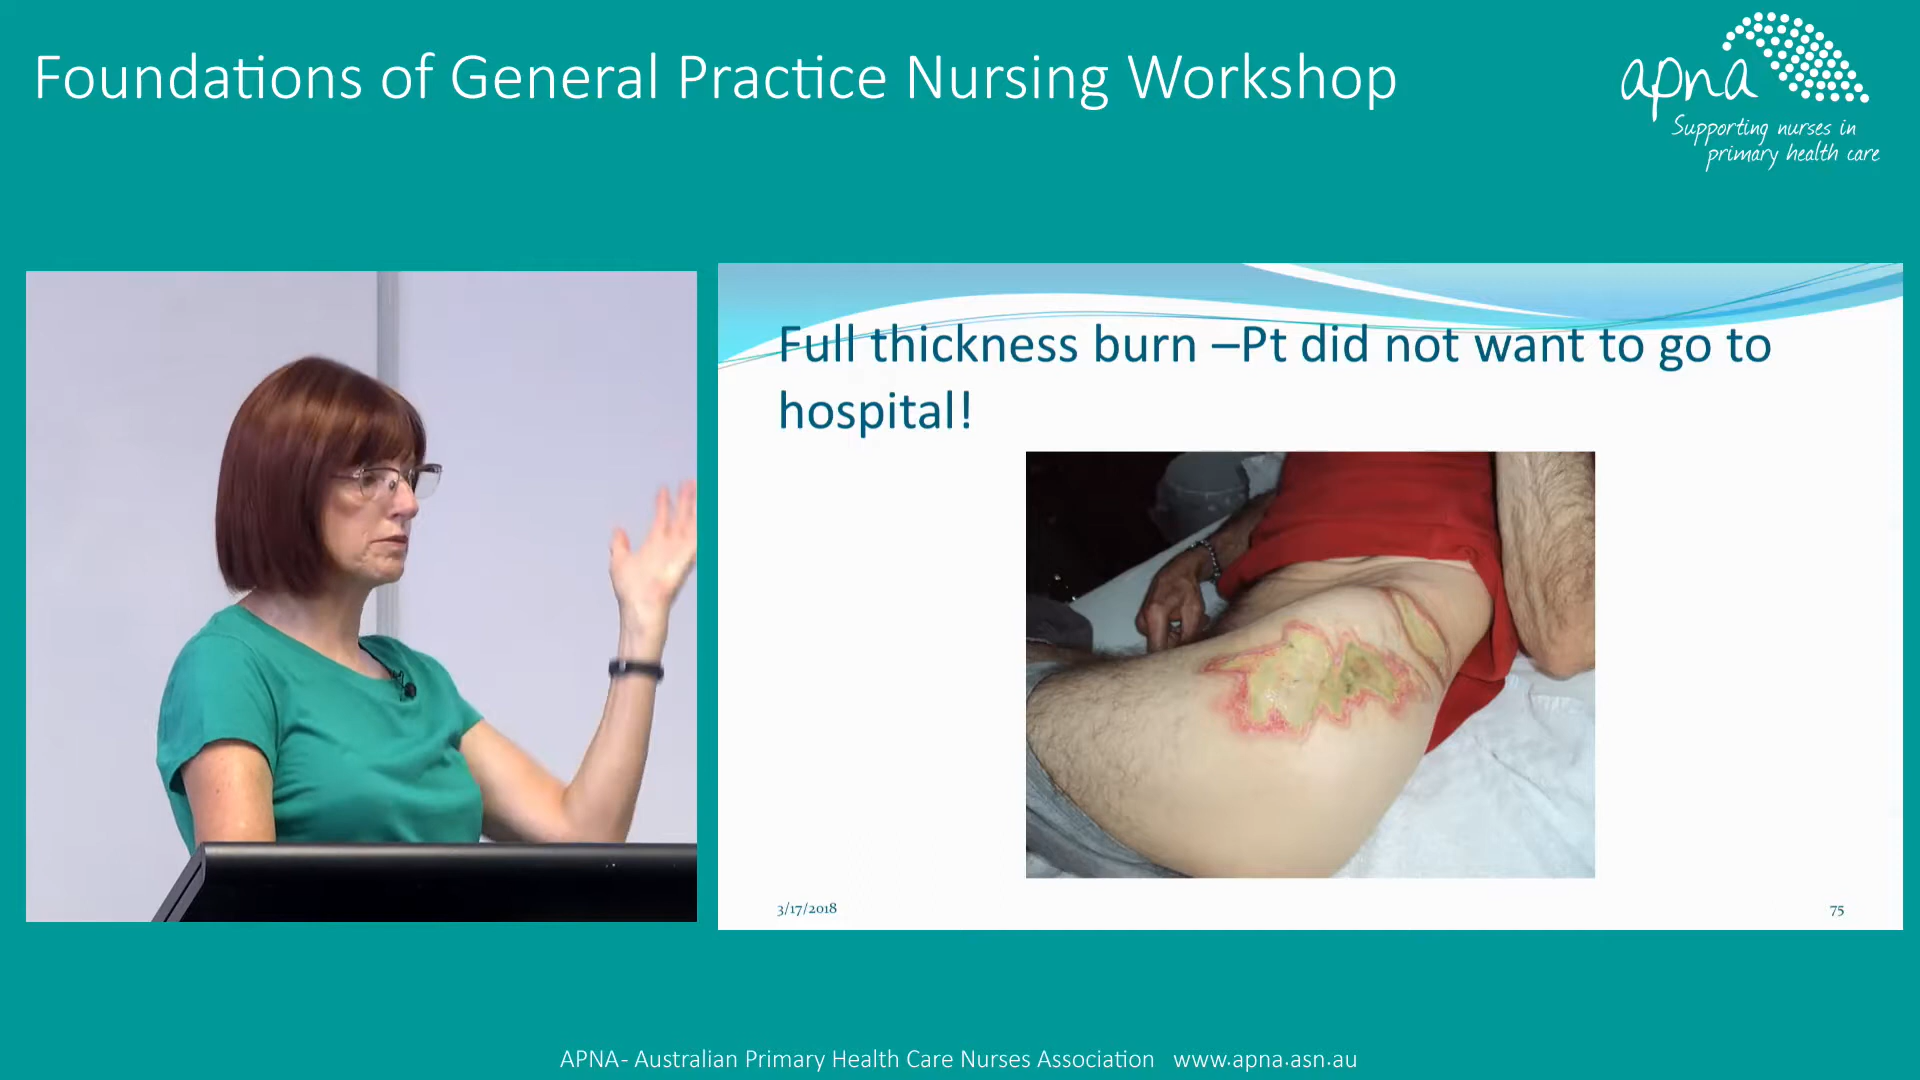 Foundations of General Practice Nursing Workshop
apna
Supporting nurses in
primary health care
Full thickness burn –Pt did not want to go to
hospital!
3/17/2018
75
APNA- Australian Primary Health Care Nurses Association www.apna.asn.au